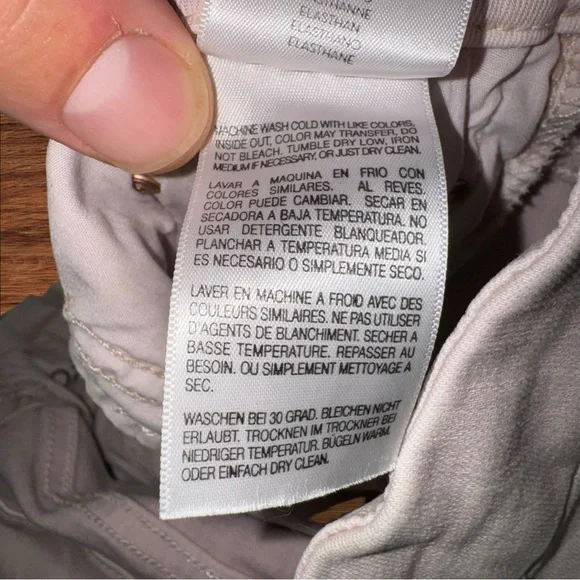 ELASTHANNE
ELASTHAN
ELASTHANO
ELASTHANE
MACHINE WASH COLD WITH LIKE COLORS,
INSIDE OUT, COLOR MAY TRANSFER, DO
NOT BLEACH. TUMBLE DRY LOW, IRON
MEDIUM IF NECESSARY, OR JUST DRY CLEAN.
LAVAR A MAQUINA EN FRIO CON
COLORES SIMILARES. AL REVES.
COLOR PUEDE CAMBIAR. SECAR EN
SECADORA A BAJA TEMPERATURA. NO
USAR DETERGENTE BLANQUEADOR.
PLANCHAR A TEMPERATURA MEDIA SI
ES NECESARIO O SIMPLEMENTE SECO.
LAVER EN MACHINE A FROID AVEC DES
COULEURS SIMILAIRES. NE PAS UTILISER
D'AGENTS DE BLANCHIMENT. SECHER A
BASSE TEMPERATURE. REPASSER AU
BESOIN. OU SIMPLEMENT METTOYAGE A
SEC.
WASCHEN BEI 30 GRAD. BLEICHEN NICHT
ERLAUBT. TROCKNEN IM TROCKNER BEI
NIEDRIGER TEMPERATUR. BÜGELN WARM.
ODER EINFACH DRY CLEAN.